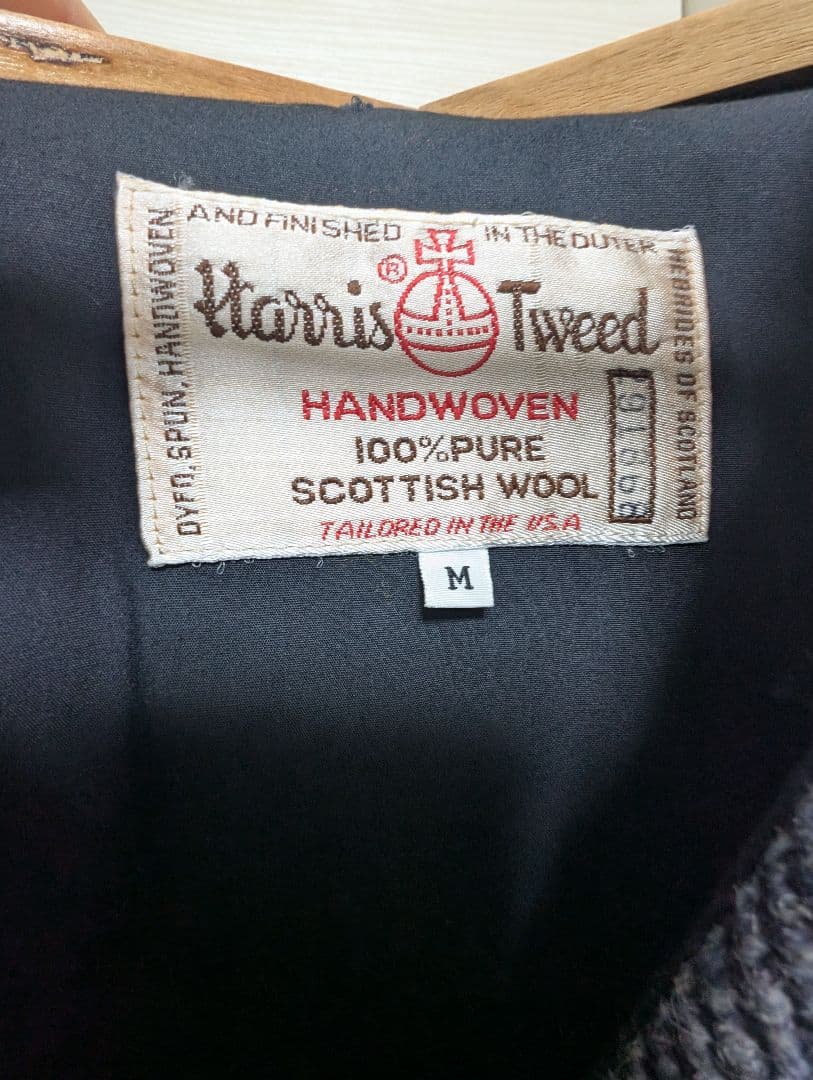 DYED, SPUN, HANDWOVEN
AND FINISHED
IN THE OUTER
HEBRIDES OF SCOTLAND
Harris ® Tweed
HANDWOVEN
100% PURE
SCOTTISH WOOL
TAILORED IN THE USA
M